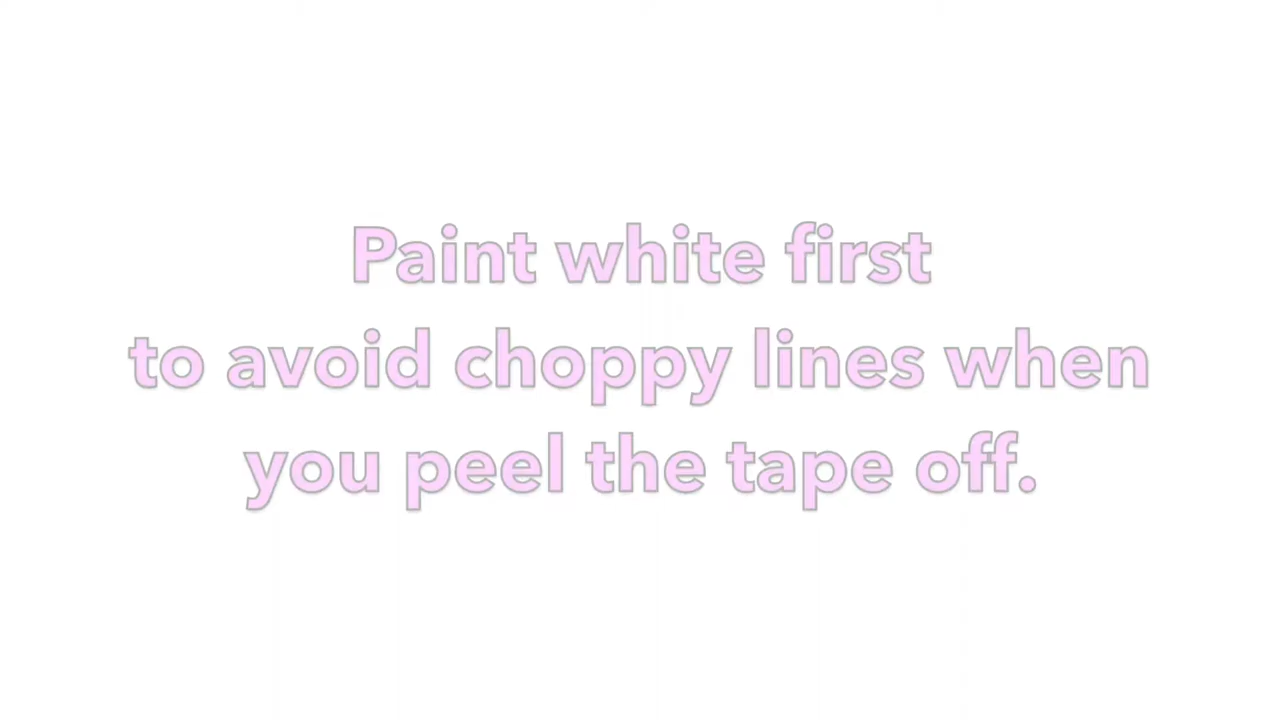 Paint white first
to avoid choppy lines when
you peel the tape off.